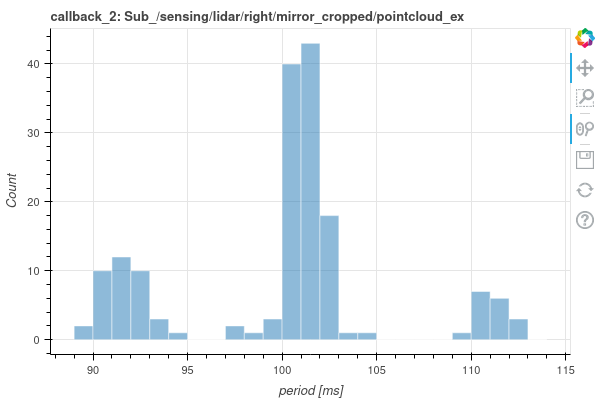 callback_2: Sub_/sensing/lidar/right/mirror_cropped/pointcloud_ex
Count
40
30
20
10
0
90 95 100 105 110 115
period [ms]